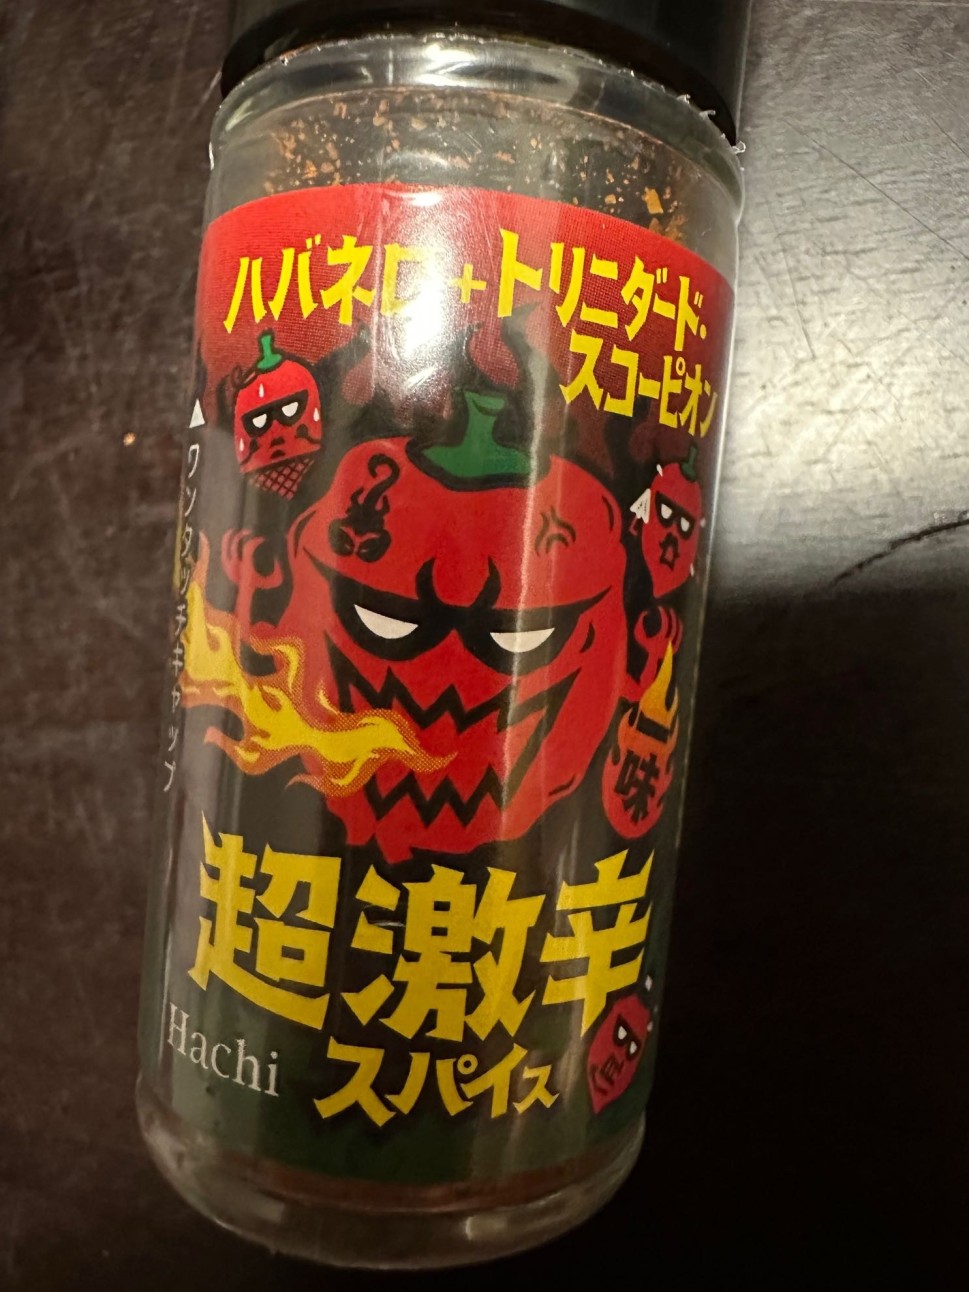 ハバネロ+トリニダード・
スコーピオン
▲ワンタッチキャップ
一味
超激辛
スパイス
Hachi